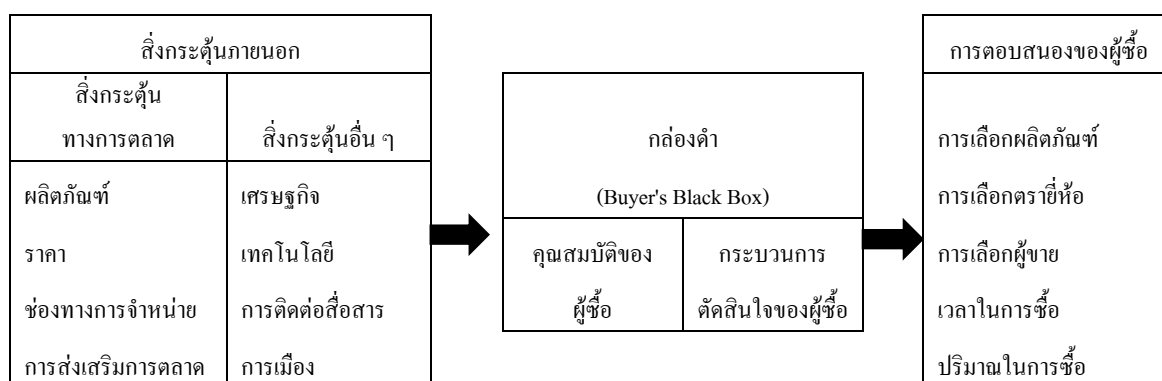 สิ่งกระตุ้นภายนอก
สิ่งกระตุ้น
ทางการตลาด
สิ่งกระตุ้นอื่น ๆ
ผลิตภัณฑ์
เศรษฐกิจ
ราคา
เทคโนโลยี
ช่องทางการจำหน่าย
การติดต่อสื่อสาร
การส่งเสริมการตลาด
การเมือง
กล่องดำ
(Buyer's Black Box)
คุณสมบัติของ
ผู้ซื้อ
กระบวนการ
ตัดสินใจของผู้ซื้อ
การตอบสนองของผู้ซื้อ
การเลือกผลิตภัณฑ์
การเลือกตรายี่ห้อ
การเลือกผู้ขาย
เวลาในการซื้อ
ปริมาณในการซื้อ